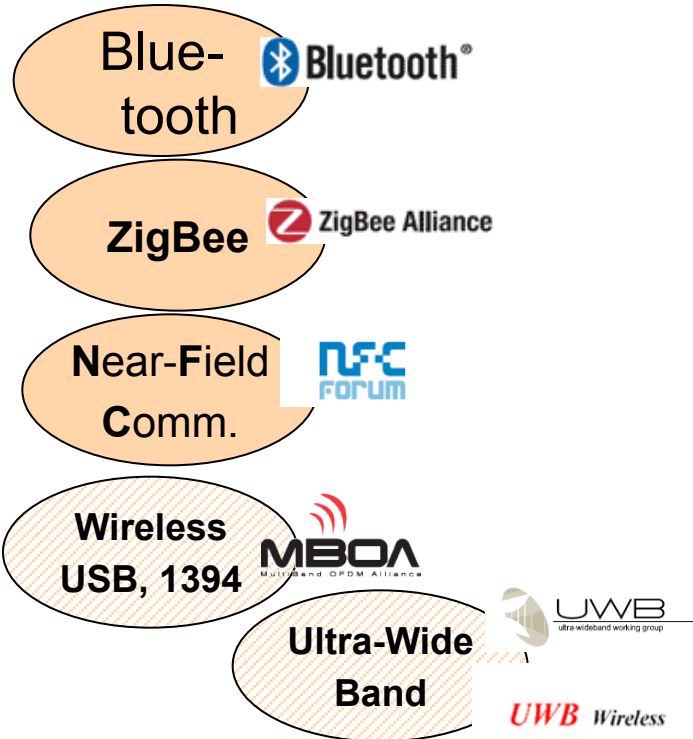 Blue-
tooth
Bluetooth®
ZigBee
ZigBee Alliance
Near-Field
Comm.
NFC
FORUM
Wireless
USB, 1394
MBOA
MultiBand OFDM Alliance
Ultra-Wide
Band
UWB
ultra-wideband working group
UWB Wireless